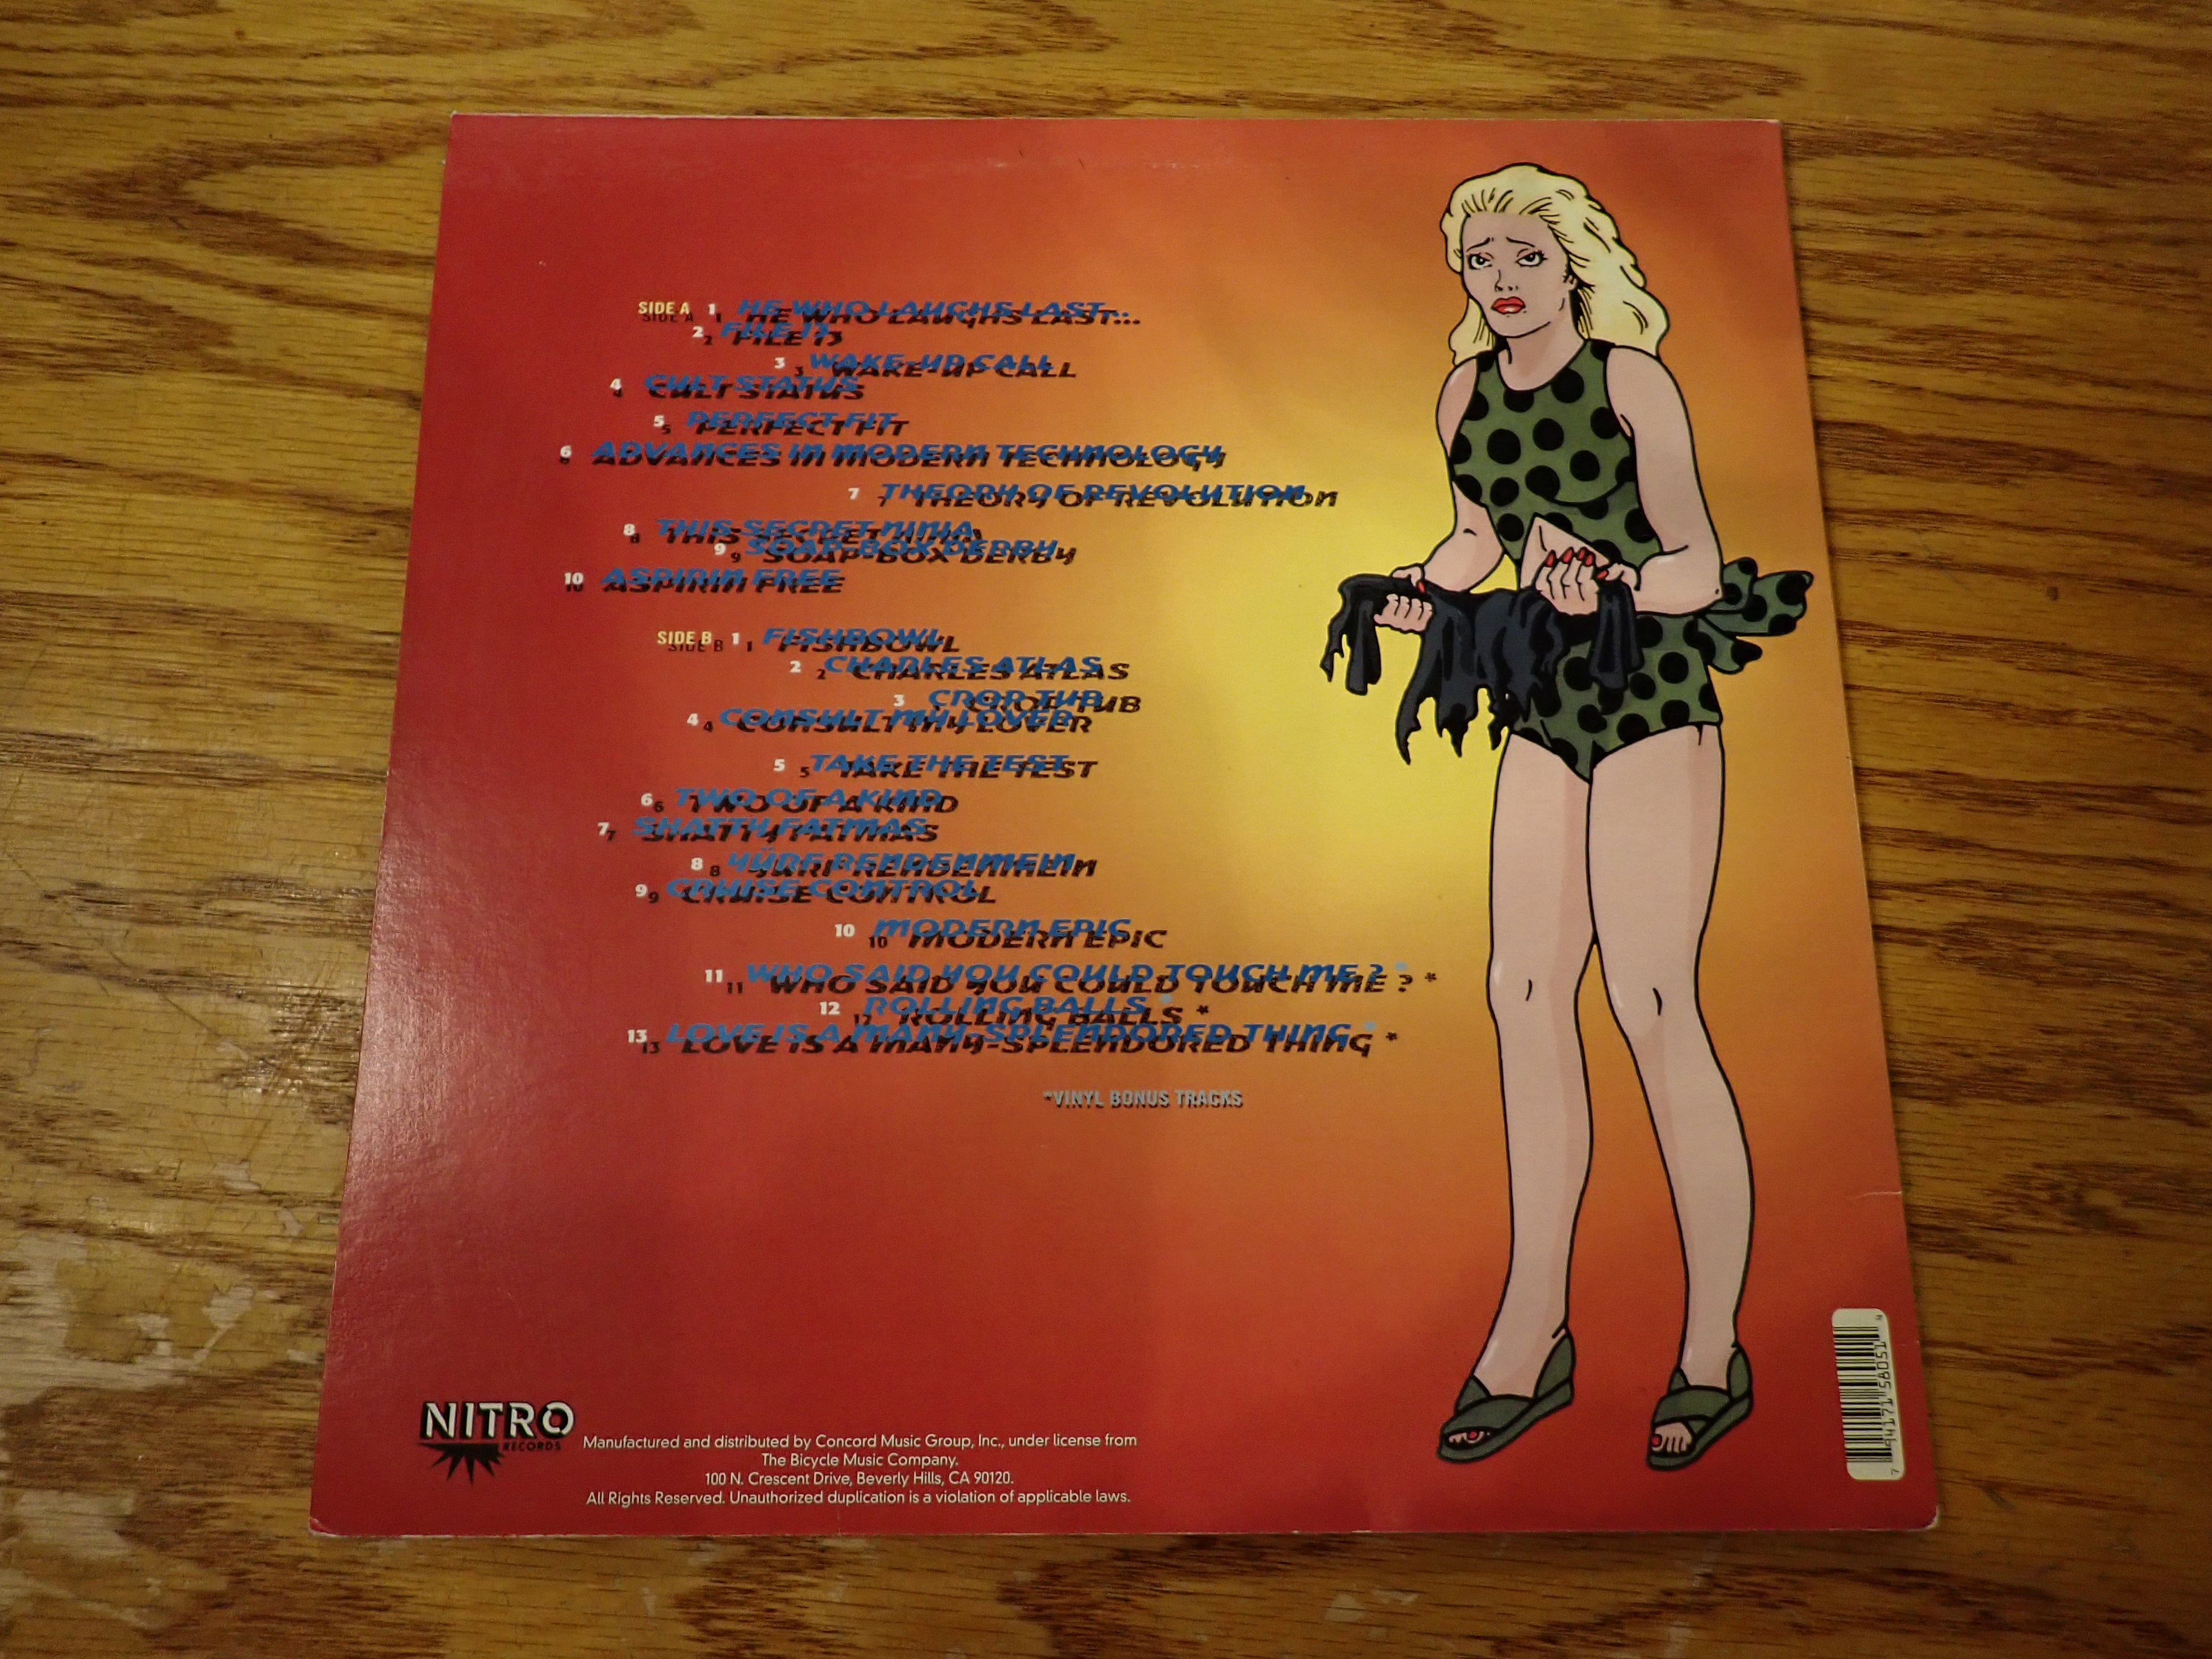 SIDE A 1 HE WHO LAUGHS LAST...
2 FILE 13
3 WAKE-UP CALL
4 CULT STATUS
5 PERFECT FIT
6 ADVANCES IN MODERN TECHNOLOGY
7 THEORY OF REVOLUTION
8 THIS SECRET NINJA
9 SOAP-BOX DERBY
10 ASPIRIN FREE
SIDE B 1 FISHBOWL
2 CHARLES ATLAS
3 CROP TUB
4 CONSULT MY LOVER
5 TAKE THE TEST
6 TWO OF A KIND
7 SHATTY FATMAS
8 YÜRF RENDENMEIN
9 CRUISE CONTROL
10 MODERN EPIC
11 WHO SAID YOU COULD TOUCH ME ? *
12 ROLLING BALLS *
13 LOVE IS A MANY-SPLENDORED THING *
*VINYL BONUS TRACKS
NITRO
RECORDS
Manufactured and distributed by Concord Music Group, Inc., under license from
The Bicycle Music Company.
100 N. Crescent Drive, Beverly Hills, CA 90120.
All Rights Reserved. Unauthorized duplication is a violation of applicable laws.
7 94171 58051 4